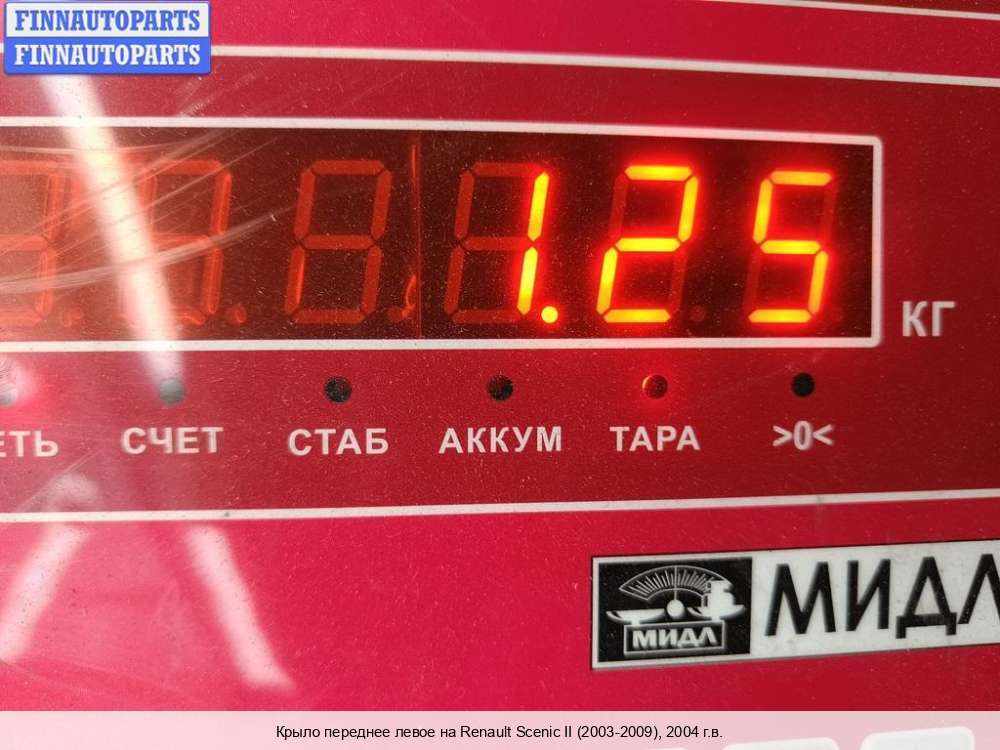 FINNAUTOPARTS
FINNAUTOPARTS
1.25
КГ
СЧЕТ СТАБ АККУМ ТАРА >0<
МИДЛ
МИДЛ
Крыло переднее левое на Renault Scenic II (2003-2009), 2004 г.в.